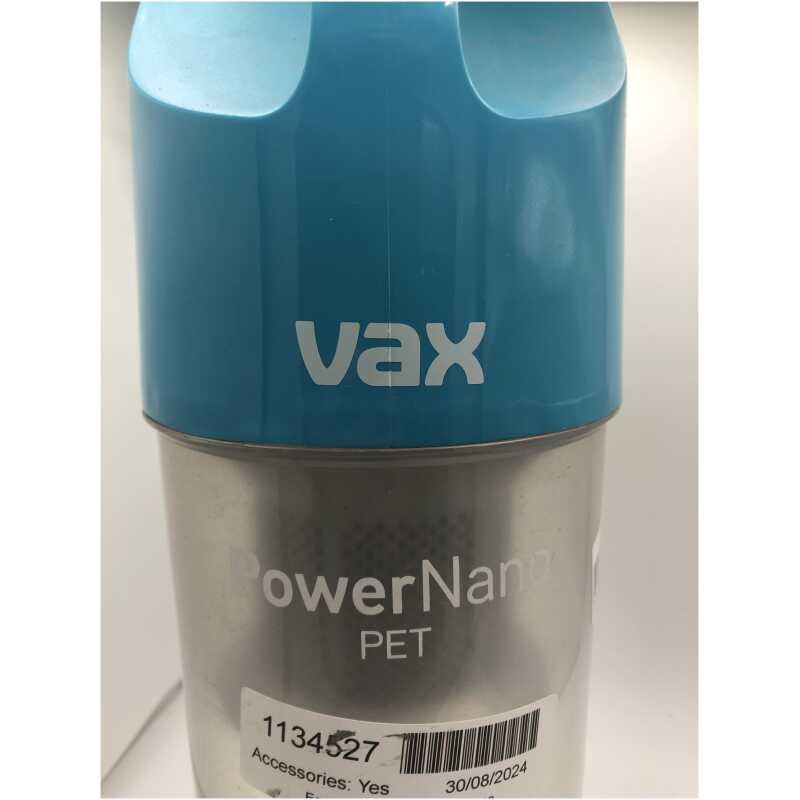 vax
PowerNano
PET
1134527
Accessories: Yes
30/08/2024